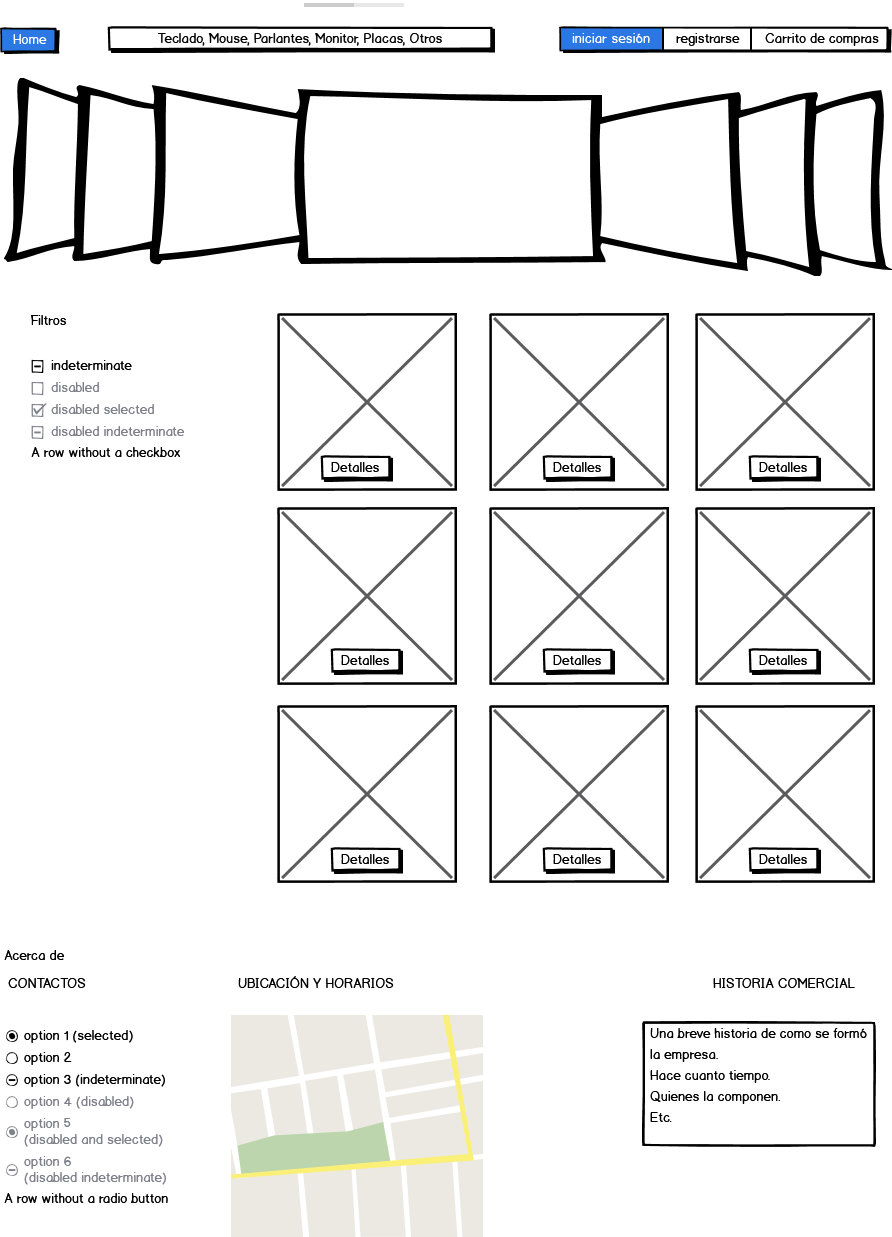 Home
Teclado, Mouse, Parlantes, Monitor, Placas, Otros
iniciar sesión
registrarse
Carrito de compras
Filtros
indeterminate
disabled
disabled selected
disabled indeterminate
A row without a checkbox
Detalles
Detalles
Detalles
Detalles
Detalles
Detalles
Detalles
Detalles
Detalles
Acerca de
CONTACTOS
option 1 (selected)
option 2
option 3 (indeterminate)
option 4 (disabled)
option 5
(disabled and selected)
option 6
(disabled indeterminate)
A row without a radio button
UBICACIÓN Y HORARIOS
HISTORIA COMERCIAL
Una breve historia de como se formó
la empresa.
Hace cuanto tiempo.
Quienes la componen.
Etc.